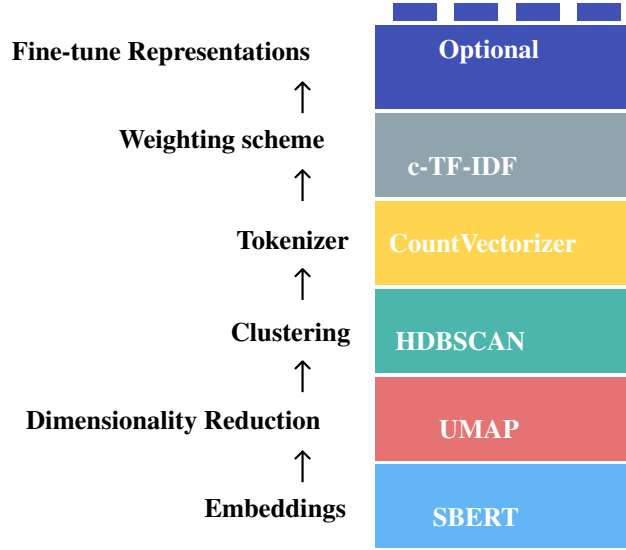 Fine-tune Representations
Optional
Weighting scheme
c-TF-IDF
Tokenizer
CountVectorizer
Clustering
HDBSCAN
Dimensionality Reduction
UMAP
Embeddings
SBERT